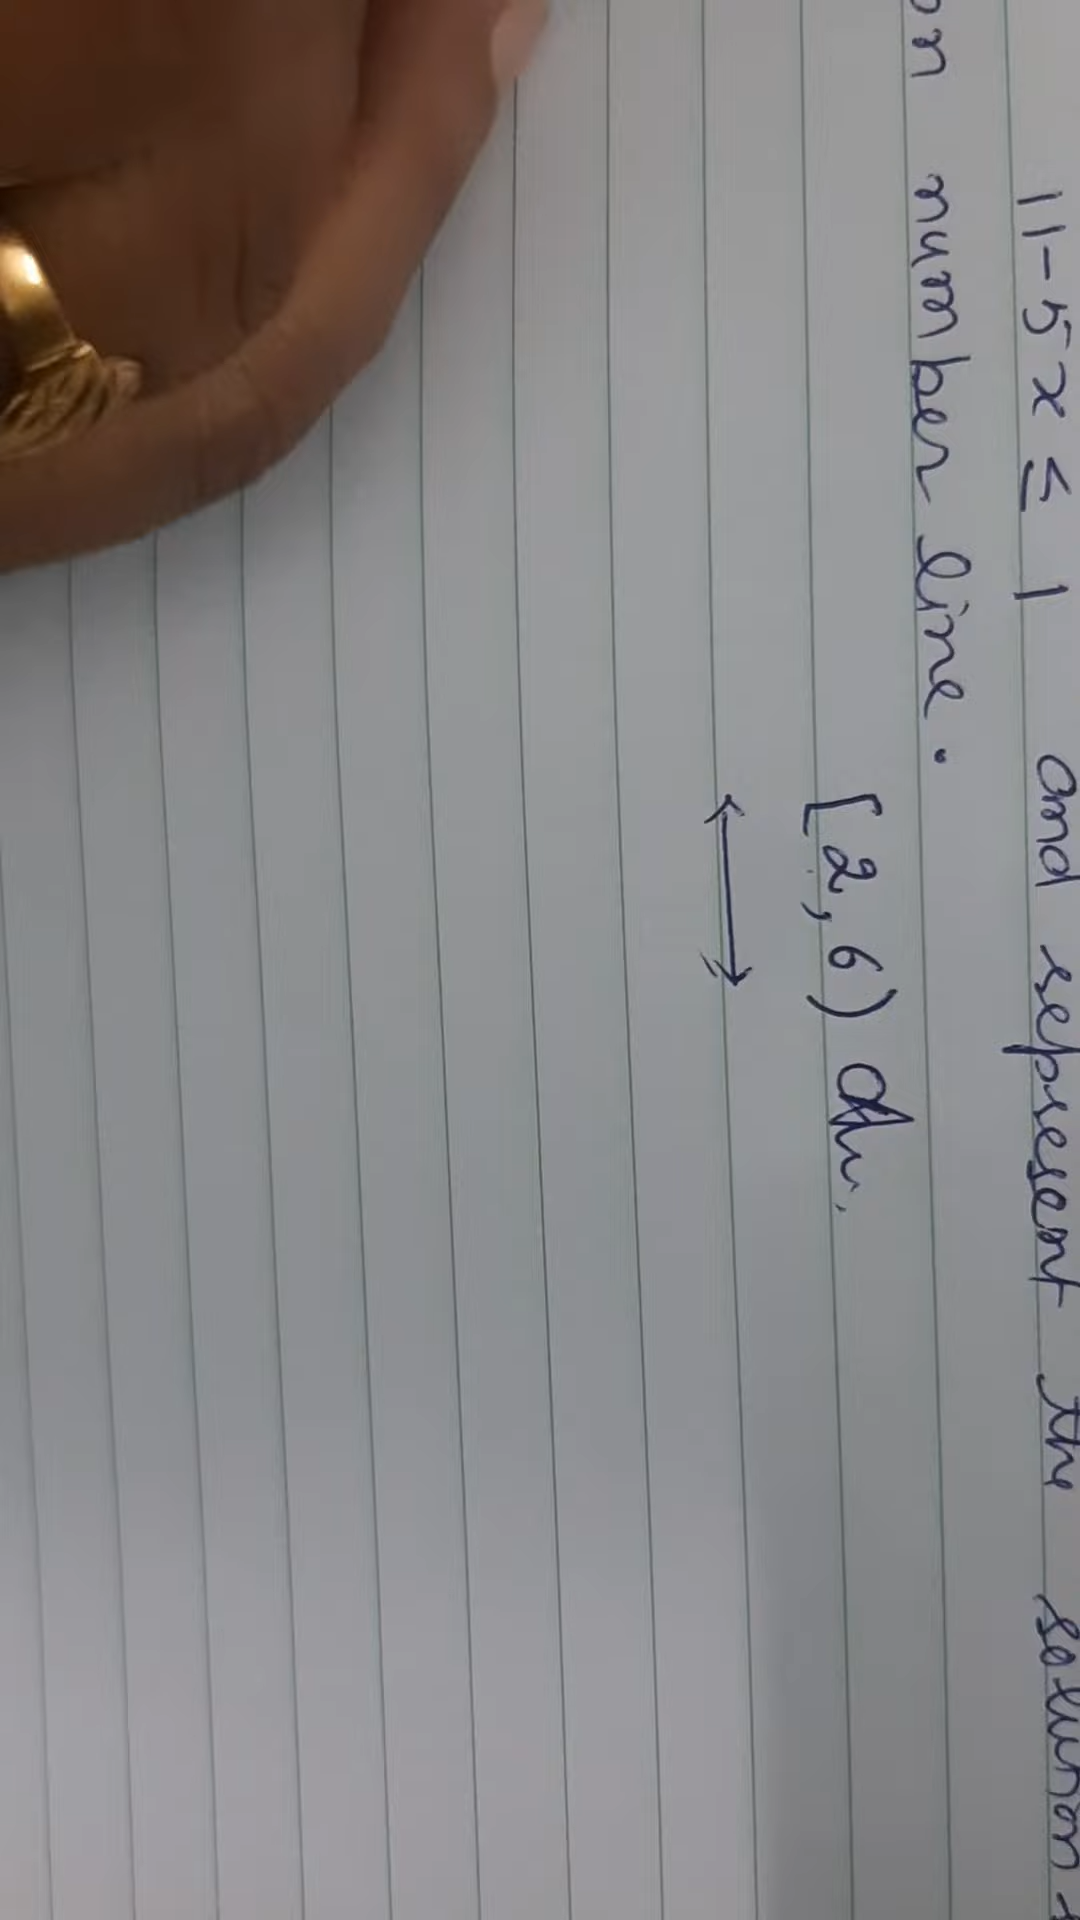 11-5x ≤ 1 and represent the solution
on number line.
[2,6) Ans.